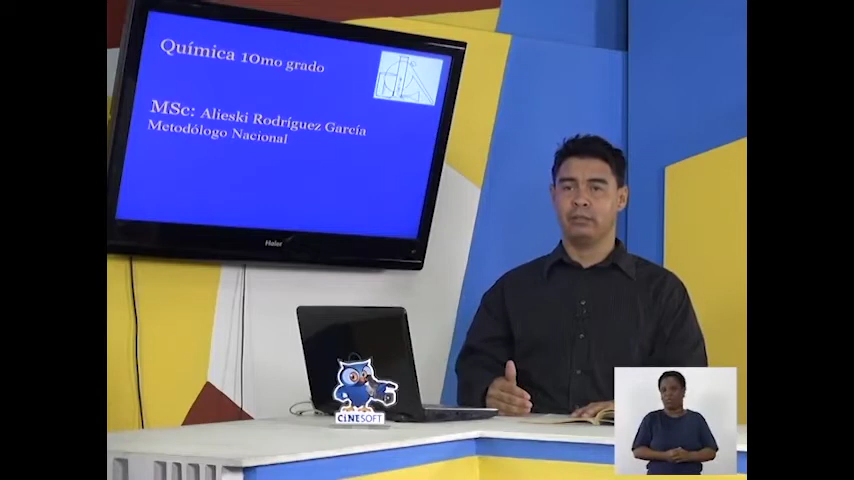 Química 10mo grado
MSc: Alieski Rodríguez García
Metodólogo Nacional
Haier
CiNESOFT